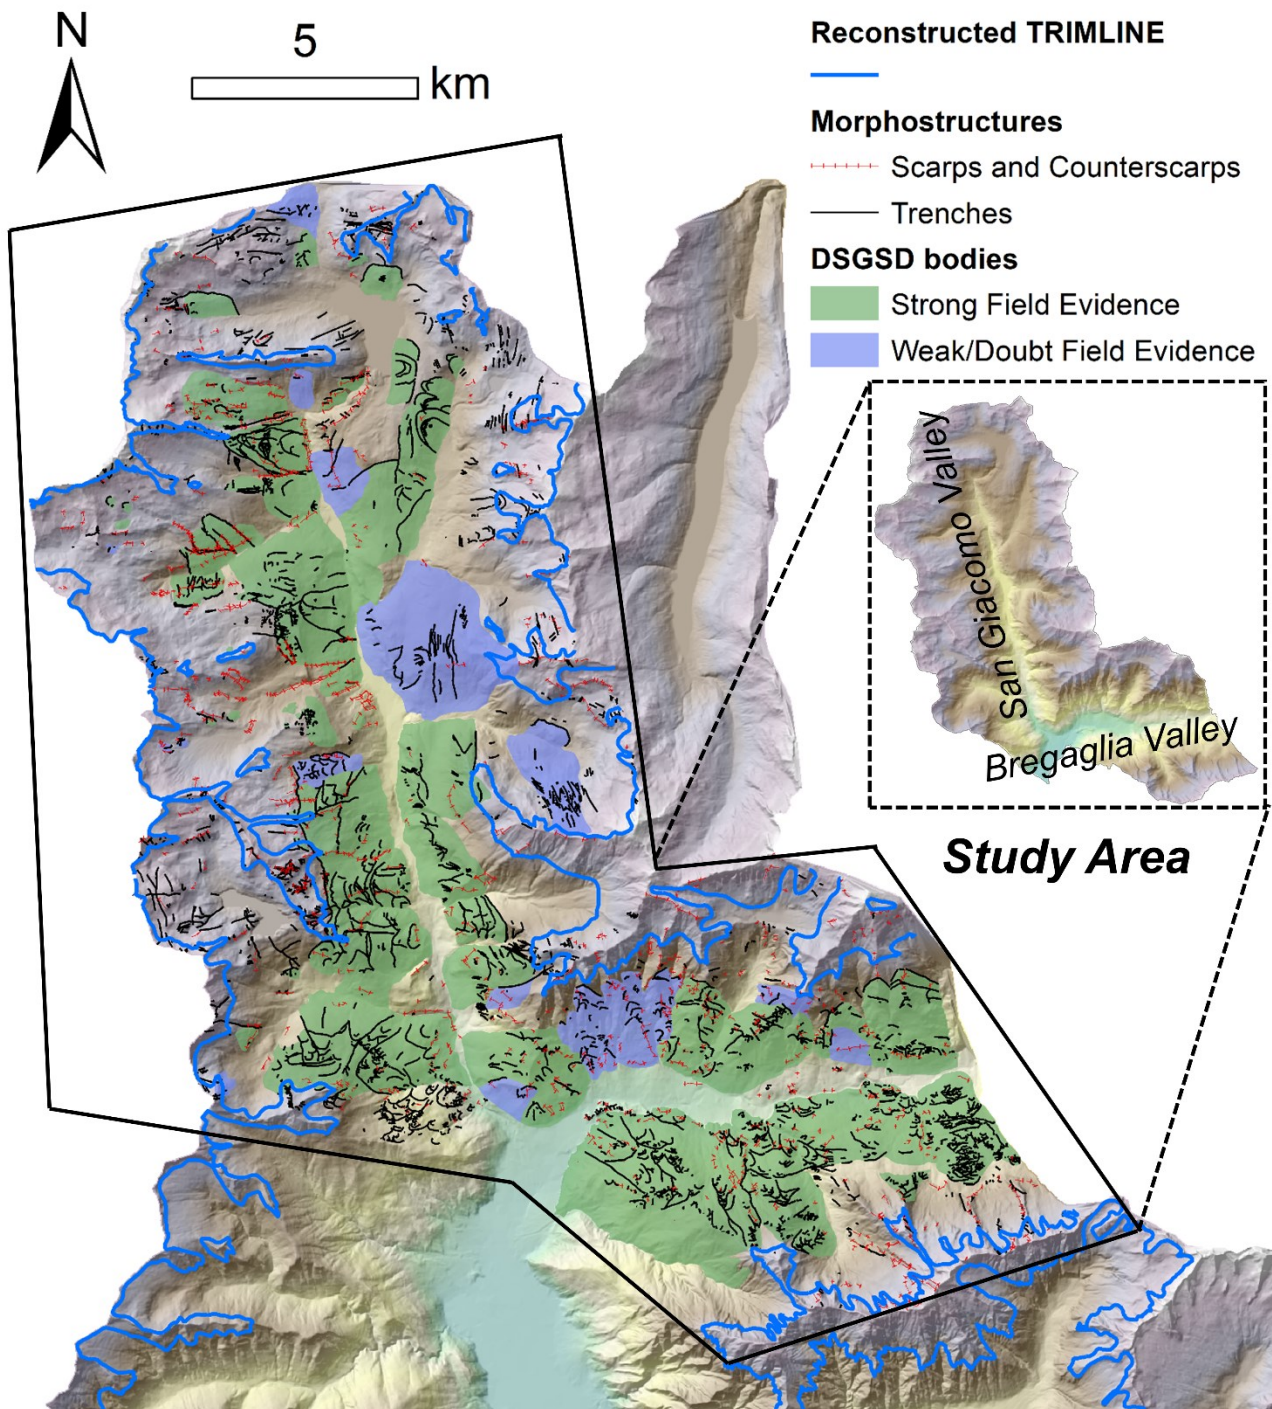 N
5
km
Reconstructed TRIMLINE
Morphostructures
Scarps and Counterscarps
Trenches
DSGSD bodies
Strong Field Evidence
Weak/Doubt Field Evidence
San Giacomo Valley
Bregaglia Valley
Study Area